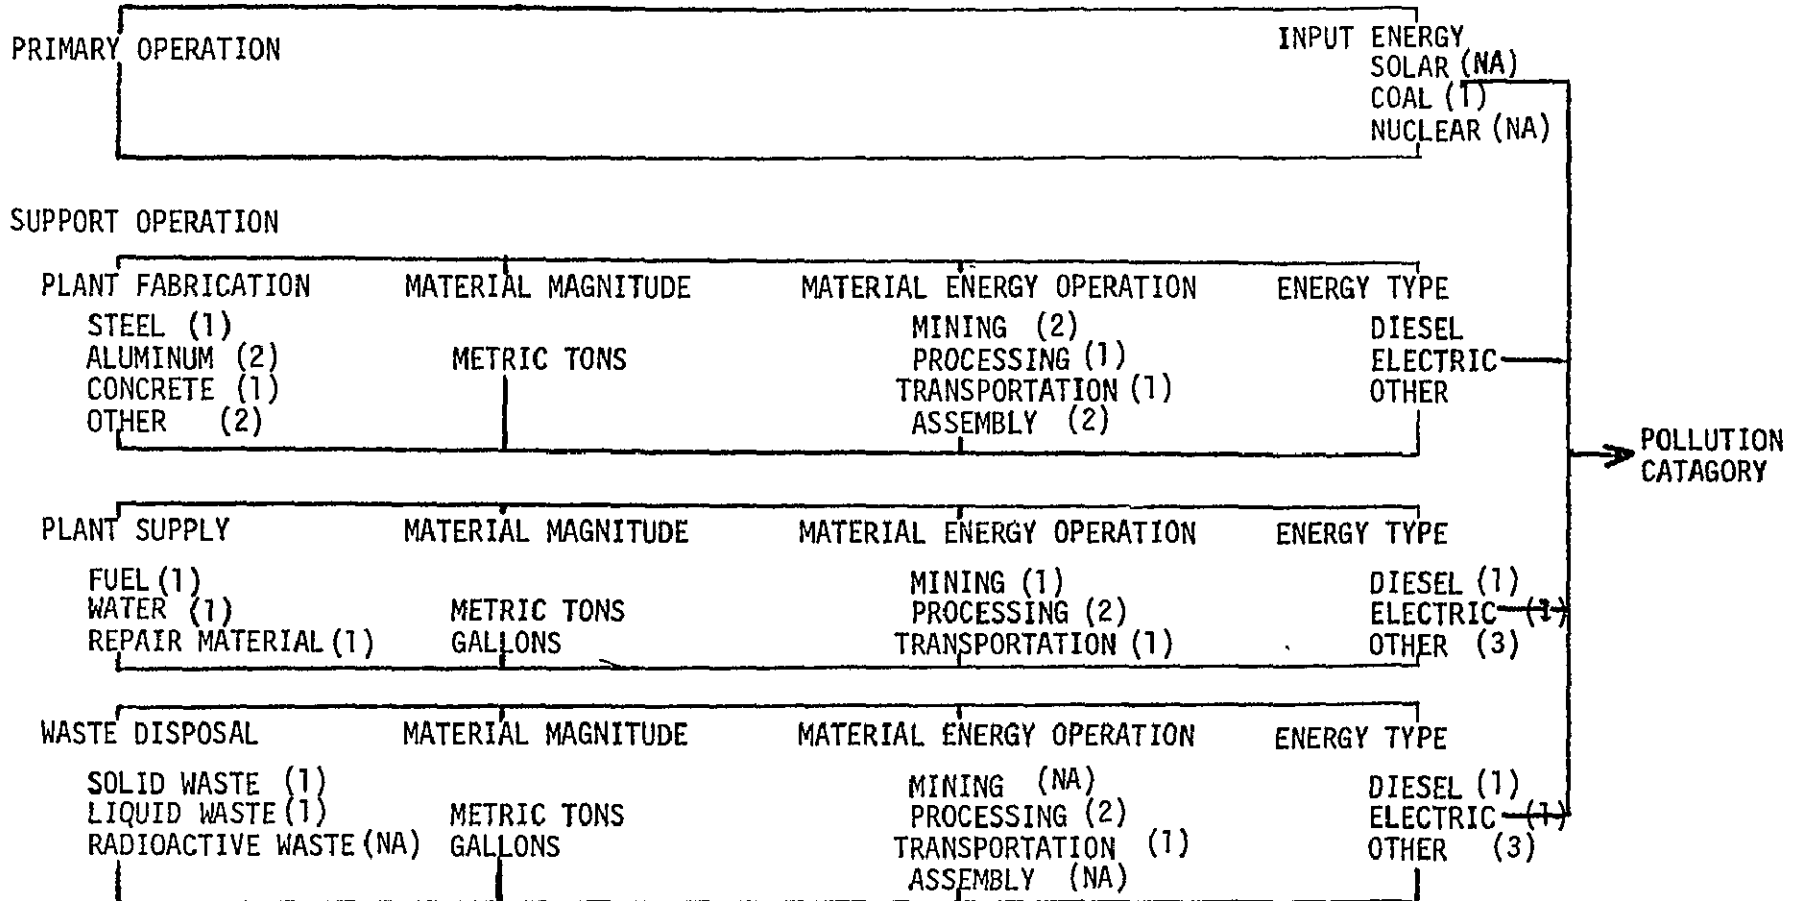 PRIMARY OPERATION INPUT ENERGY
SOLAR (NA)
COAL (1)
NUCLEAR (NA)
SUPPORT OPERATION
PLANT FABRICATION MATERIAL MAGNITUDE MATERIAL ENERGY OPERATION ENERGY TYPE
STEEL (1) MINING (2) DIESEL
ALUMINUM (2) METRIC TONS PROCESSING (1) ELECTRIC
CONCRETE (1) TRANSPORTATION (1) OTHER
OTHER (2) ASSEMBLY (2)
POLLUTION
CATAGORY
PLANT SUPPLY MATERIAL MAGNITUDE MATERIAL ENERGY OPERATION ENERGY TYPE
FUEL (1) MINING (1) DIESEL (1)
WATER (1) METRIC TONS PROCESSING (2) ELECTRIC (1)
REPAIR MATERIAL (1) GALLONS TRANSPORTATION (1) OTHER (3)
WASTE DISPOSAL MATERIAL MAGNITUDE MATERIAL ENERGY OPERATION ENERGY TYPE
SOLID WASTE (1) MINING (NA) DIESEL (1)
LIQUID WASTE (1) METRIC TONS PROCESSING (2) ELECTRIC (1)
RADIOACTIVE WASTE (NA) GALLONS TRANSPORTATION (1) OTHER (3)
ASSEMBLY (NA)